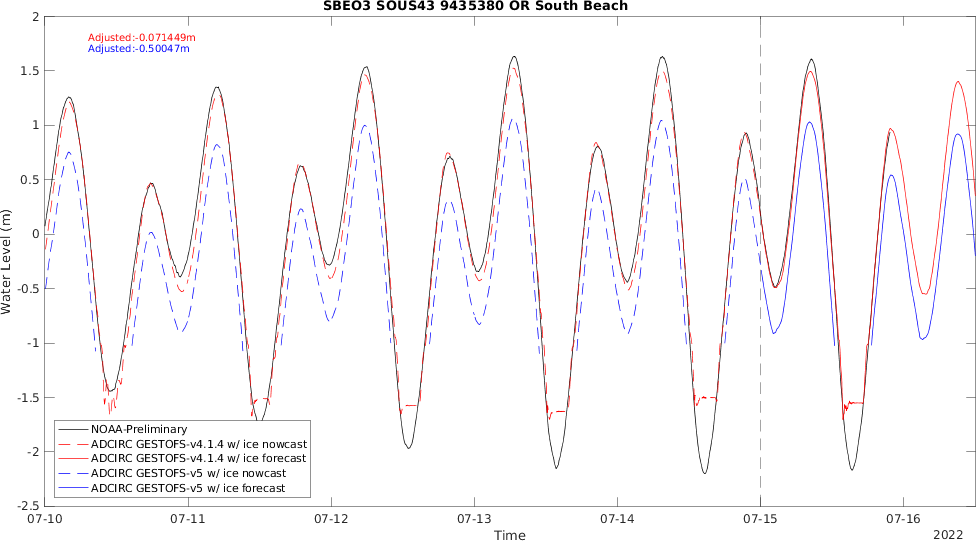 SBEO3 SOUS43 9435380 OR South Beach
Adjusted:-0.071449m
Adjusted:-0.50047m
Water Level (m)
2
1.5
1
0.5
0
-0.5
-1
-1.5
-2
-2.5
NOAA-Preliminary
ADCIRC GESTOFS-v4.1.4 w/ ice nowcast
ADCIRC GESTOFS-v4.1.4 w/ ice forecast
ADCIRC GESTOFS-v5 w/ ice nowcast
ADCIRC GESTOFS-v5 w/ ice forecast
07-10 07-11 07-12 07-13 07-14 07-15 07-16
Time
2022